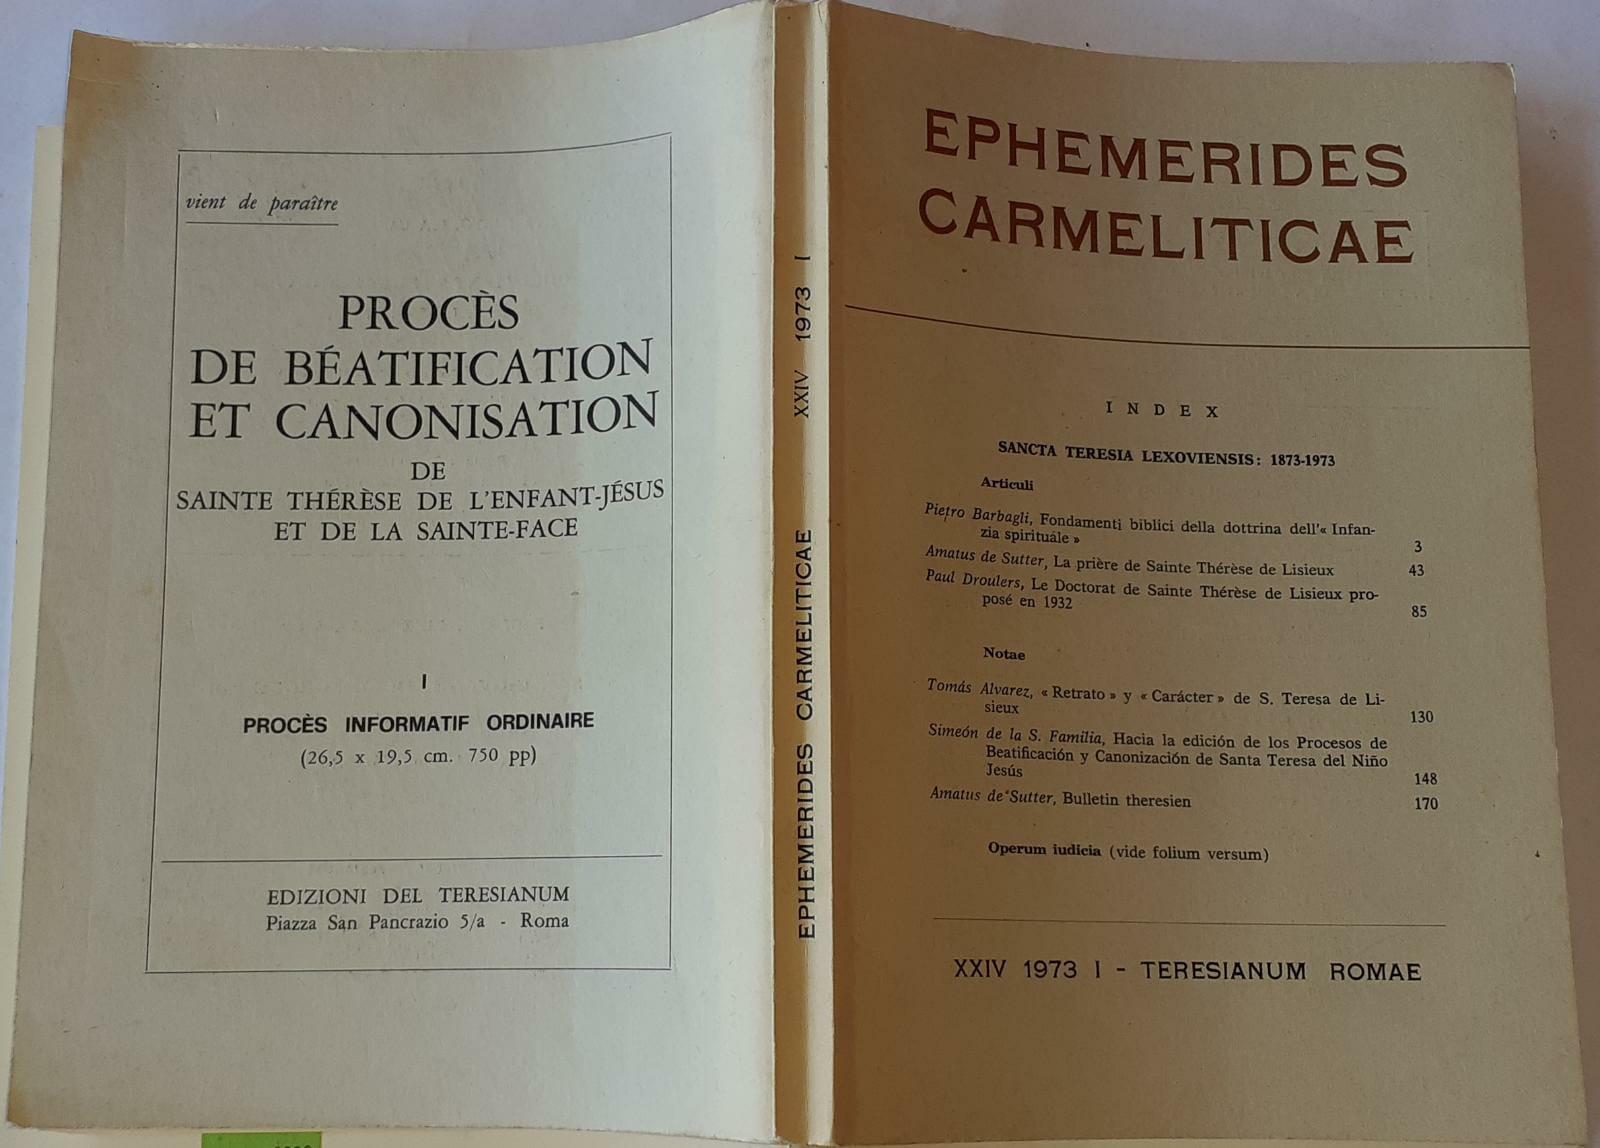 vient de paraître
PROCÈS
DE BÉATIFICATION
ET CANONISATION
DE
SAINTE THÉRÈSE DE L'ENFANT-JÉSUS
ET DE LA SAINTE-FACE
I
PROCÈS INFORMATIF ORDINAIRE
(26,5 x 19,5 cm. 750 pp)
EDIZIONI DEL TERESIANUM
Piazza San Pancrazio 5/a - Roma
EPHEMERIDES CARMELITICAE XXIV 1973 I
EPHEMERIDES
CARMELITICAE
INDEX
SANCTA TERESIA LEXOVIENSIS: 1873-1973
Articuli
Pietro Barbagli, Fondamenti biblici della dottrina dell'« Infan-
zia spirituale » 3
Amatus de Sutter, La prière de Sainte Thérèse de Lisieux 43
Paul Droulers, Le Doctorat de Sainte Thérèse de Lisieux pro-
posé en 1932 85
Notae
Tomás Alvarez, « Retrato » y « Carácter » de S. Teresa de Li-
sieux 130
Simeón de la S. Familia, Hacia la edición de los Procesos de
Beatificación y Canonización de Santa Teresa del Niño
Jesús 148
Amatus de Sutter, Bulletin theresien 170
Operum iudicia (vide folium versum)
XXIV 1973 I - TERESIANUM ROMAE